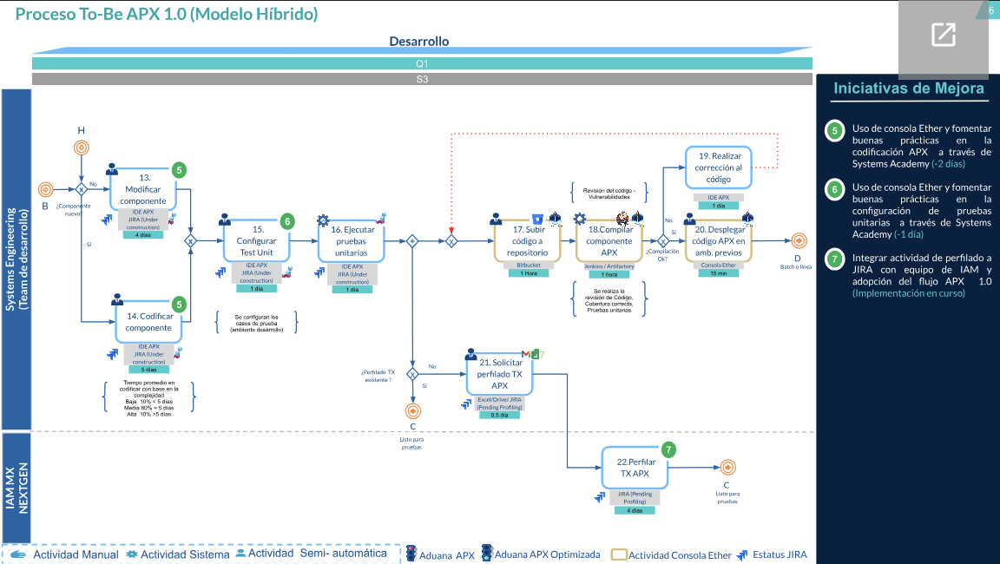 Proceso To-Be APX 1.0 (Modelo Híbrido)
6
Desarrollo
Q1
S3
Systems Engineering
(Team de desarrollo)
H
B
¿Componente
nuevo?
No
Si
13.
Modificar
componente
5
IDE APX
JIRA (Under
construction)
4 días
14. Codificar
componente
5
IDE APX
JIRA (Under
construction)
5 días
Tiempo promedio en
codificar con base en la
complejidad
Baja 10% < 5 días
Media 80% = 5 días
Alta 10% >5 días
15.
Configurar
Test Unit
6
IDE APX
JIRA (Under
construction)
1 día
Se configuran los
casos de prueba
(ambiente desarrollo)
16. Ejecutar
pruebas
unitarias
IDE APX
JIRA (Under
construction)
1 día
17. Subir
código a
repositorio
Bitbucket
1 Hora
Revisión del código -
Vulnerabilidades
18.Compilar
componente
APX
Jenkins / Artifactory
1 hora
Se realiza la
revisión de Código,
Cobertura correcta,
Pruebas unitarias
¿Compilación
Ok?
No
Si
19. Realizar
corrección al
código
IDE APX
1 día
20. Desplegar
código APX en
amb. previos
Consola Ether
15 min
D
Batch o línea
¿Perfilado TX
existente ?
No
Sí
C
Listo para
pruebas
21. Solicitar
perfilado TX
APX
Excel/Drive/ JIRA
(Pending Profiling)
0.5 día
IAM MX
NEXTGEN
22.Perfilar
TX APX
7
JIRA (Pending
Profiling)
4 días
C
Listo para
pruebas
Actividad Manual
Actividad Sistema
Actividad Semi- automática
Aduana APX
Aduana APX Optimizada
Actividad Consola Ether
Estatus JIRA
Iniciativas de Mejora
5
Uso de consola Ether y fomentar
buenas prácticas en la
codificación APX a través de
Systems Academy (-2 días)
6
Uso de consola Ether y fomentar
buenas prácticas en la
configuración de pruebas
unitarias a través de Systems
Academy (-1 día)
7
Integrar actividad de perfilado a
JIRA con equipo de IAM y
adopción del flujo APX 1.0
(Implementación en curso)